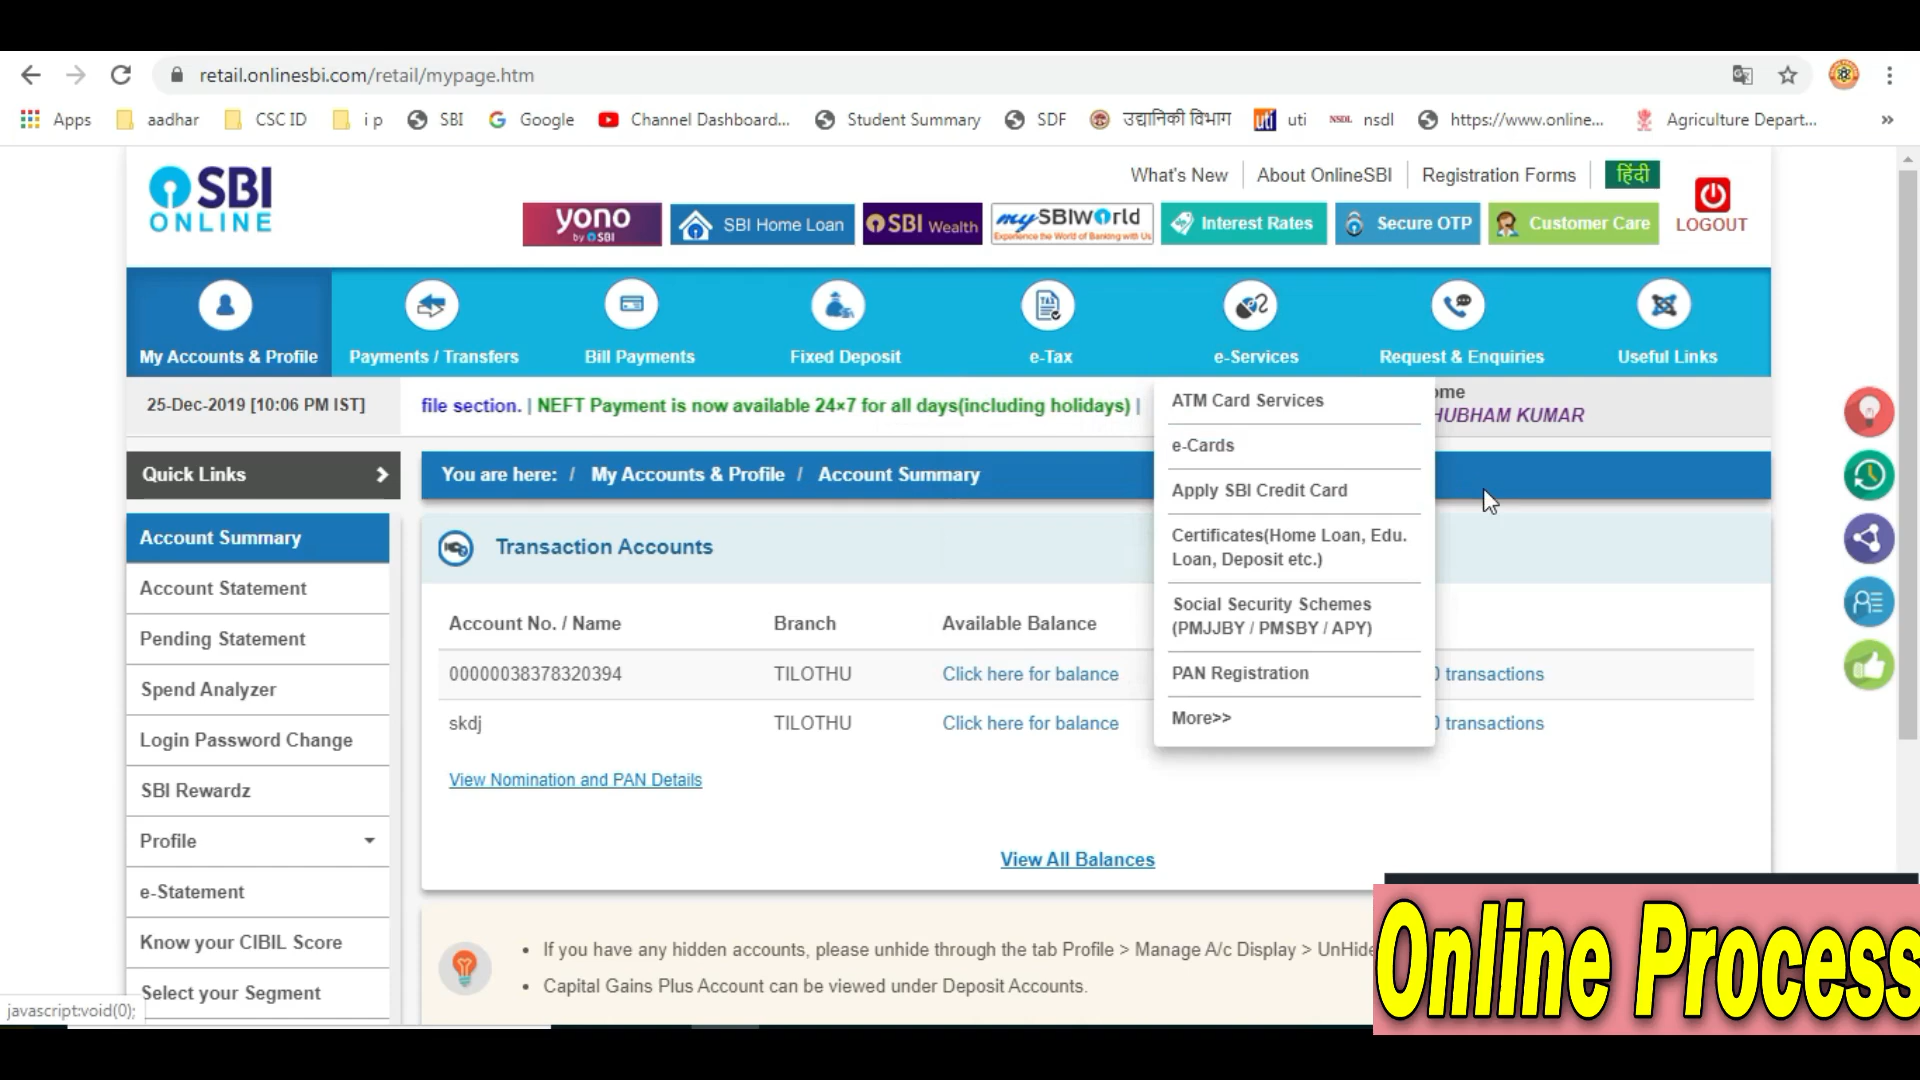 retail.onlinesbi.com/retail/mypage.htm
Apps aadhar CSC ID i p SBI Google Channel Dashboard... Student Summary SDF उद्यानिकी विभाग uti uti NSDL nsdl https://www.online... Agriculture Depart... »
SBI
ONLINE
What's New About OnlineSBI Registration Forms हिंदी
yono
by SBI
SBI Home Loan
SBI Wealth
my SBIWorld
Experience the World of Banking with Us
Interest Rates
Secure OTP
Customer Care
LOGOUT
TAX
My Accounts & Profile Payments / Transfers Bill Payments Fixed Deposit e-Tax e-Services Request & Enquiries Useful Links
25-Dec-2019 [10:06 PM IST]
file section. | NEFT Payment is now available 24×7 for all days(including holidays) |
ome
HUBHAM KUMAR
ATM Card Services
e-Cards
Apply SBI Credit Card
Certificates(Home Loan, Edu.
Loan, Deposit etc.)
Social Security Schemes
(PMJJBY / PMSBY / APY)
PAN Registration
More>>
Quick Links
You are here: / My Accounts & Profile / Account Summary
Account Summary
Account Statement
Pending Statement
Spend Analyzer
Login Password Change
SBI Rewardz
Profile
e-Statement
Know your CIBIL Score
Select your Segment
Transaction Accounts
Account No. / Name Branch Available Balance
00000038378320394 TILOTHU Click here for balance 0 transactions
skdj TILOTHU Click here for balance 0 transactions
View Nomination and PAN Details
View All Balances
• If you have any hidden accounts, please unhide through the tab Profile > Manage A/c Display > UnHide
• Capital Gains Plus Account can be viewed under Deposit Accounts.
javascript:void(0);
Online Process